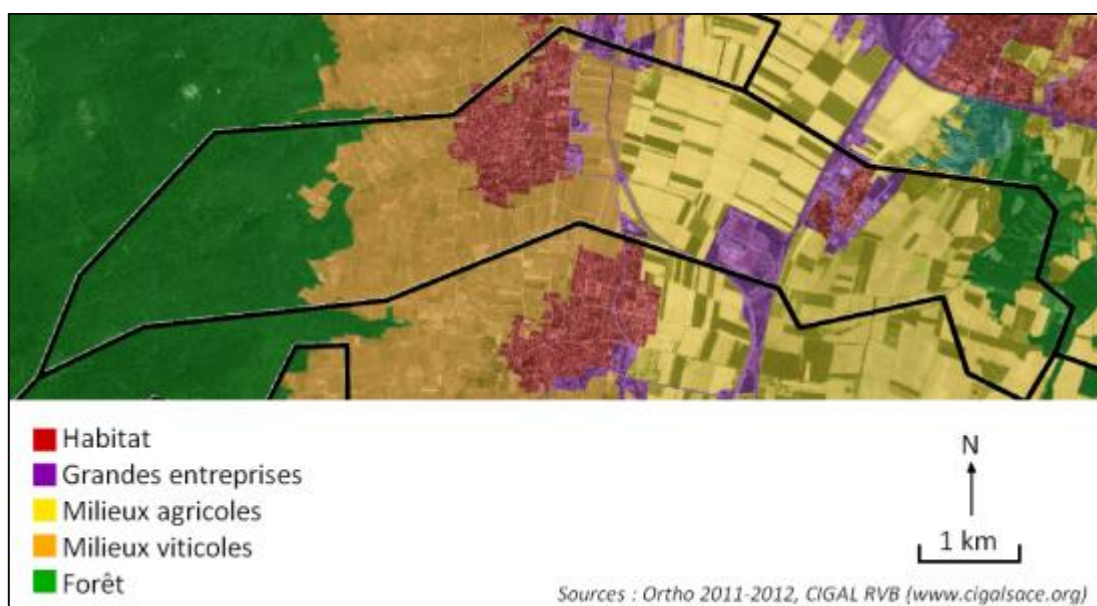 Habitat
Grandes entreprises
Milieux agricoles
Milieux viticoles
Forêt
N
1 km
Sources : Ortho 2011-2012, CIGAL RVB (www.cigalsace.org)